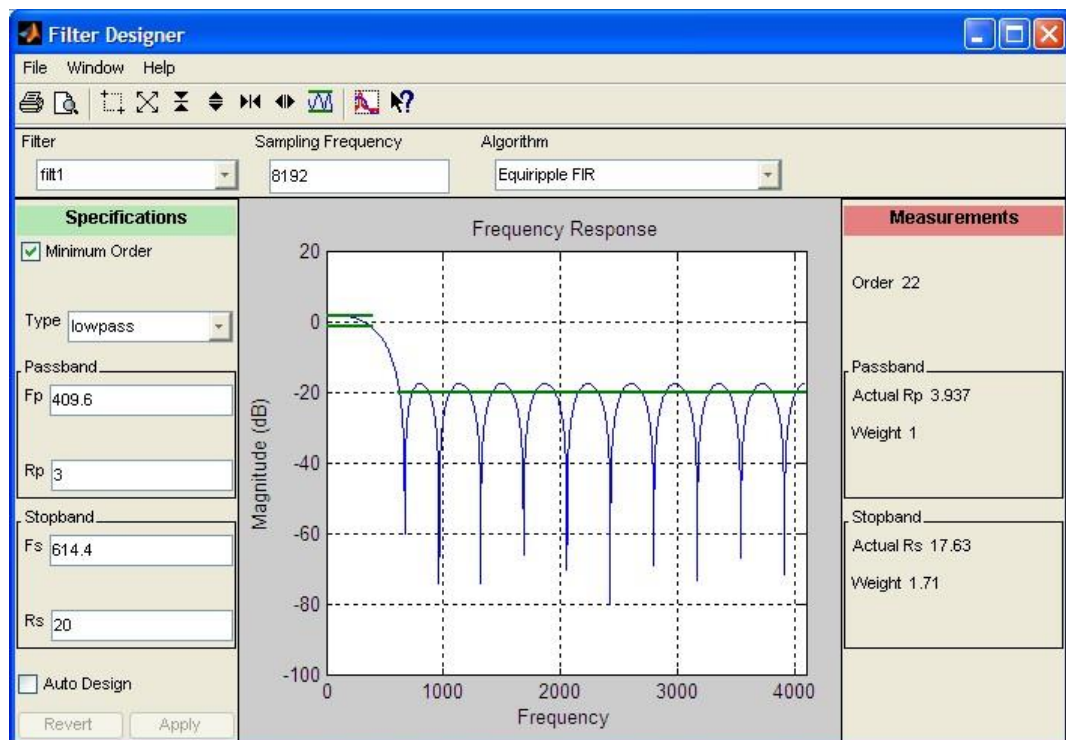 Filter Designer
File Window Help
Filter
filt1
Sampling Frequency
8192
Algorithm
Equiripple FIR
Specifications
Minimum Order
Type lowpass
Passband
Fp 409.6
Rp 3
Stopband
Fs 614.4
Rs 20
Auto Design
Revert Apply
Frequency Response
Magnitude (dB)
20
0
-20
-40
-60
-80
-100
0 1000 2000 3000 4000
Frequency
Measurements
Order 22
Passband
Actual Rp 3.937
Weight 1
Stopband
Actual Rs 17.63
Weight 1.71